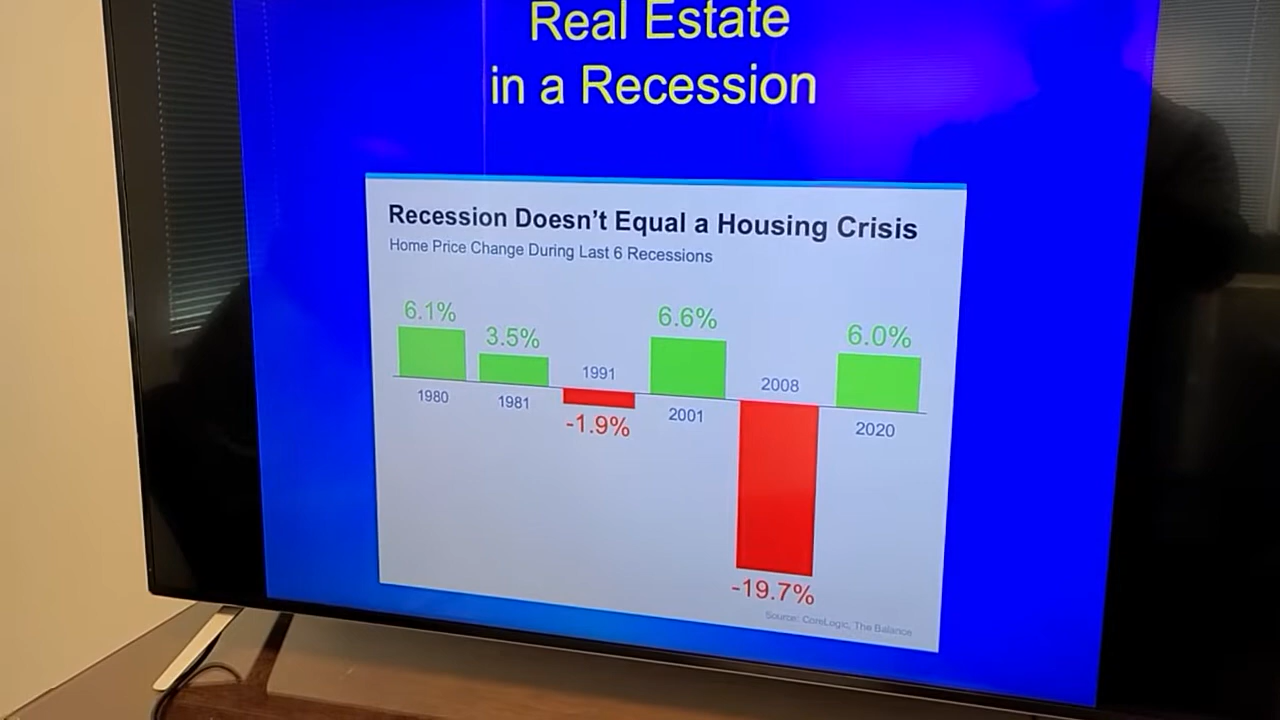 Real Estate
in a Recession
Recession Doesn't Equal a Housing Crisis
Home Price Change During Last 6 Recessions
6.1%
3.5%
1991
6.6%
2008
6.0%
1980
1981
-1.9%
2001
2020
-19.7%
Source: CoreLogic, The Balance